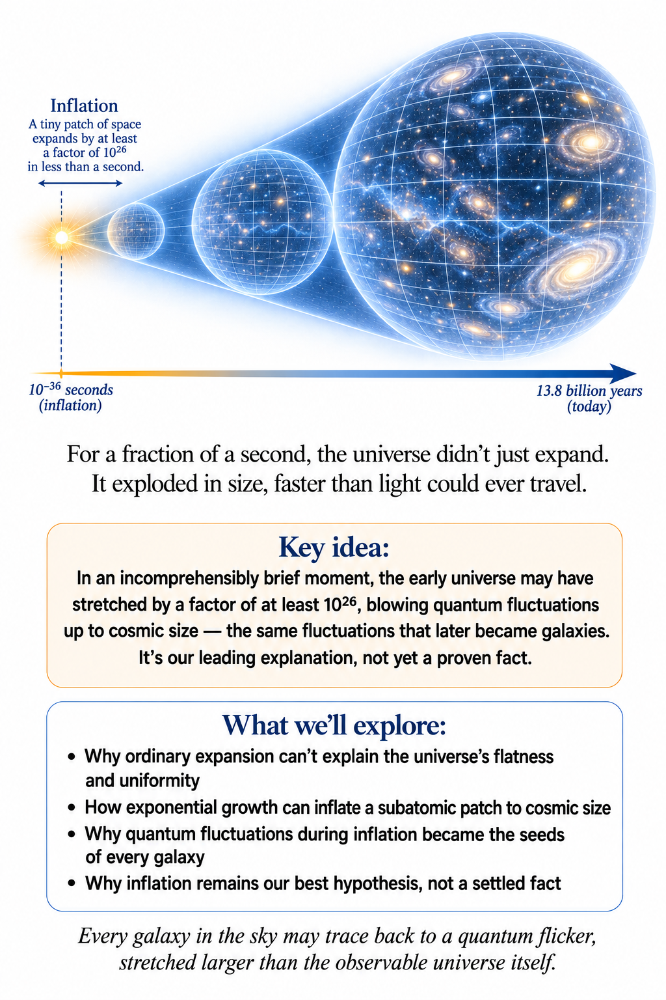 Inflation
A tiny patch of space
expands by at least
a factor of 10²⁶
in less than a second.
10⁻³⁶ seconds
(inflation)
13.8 billion years
(today)
For a fraction of a second, the universe didn’t just expand.
It exploded in size, faster than light could ever travel.
Key idea:
In an incomprehensibly brief moment, the early universe may have
stretched by a factor of at least 10²⁶, blowing quantum fluctuations
up to cosmic size — the same fluctuations that later became galaxies.
It’s our leading explanation, not yet a proven fact.
What we’ll explore:
• Why ordinary expansion can’t explain the universe’s flatness
and uniformity
• How exponential growth can inflate a subatomic patch to cosmic size
• Why quantum fluctuations during inflation became the seeds
of every galaxy
• Why inflation remains our best hypothesis, not a settled fact
Every galaxy in the sky may trace back to a quantum flicker,
stretched larger than the observable universe itself.